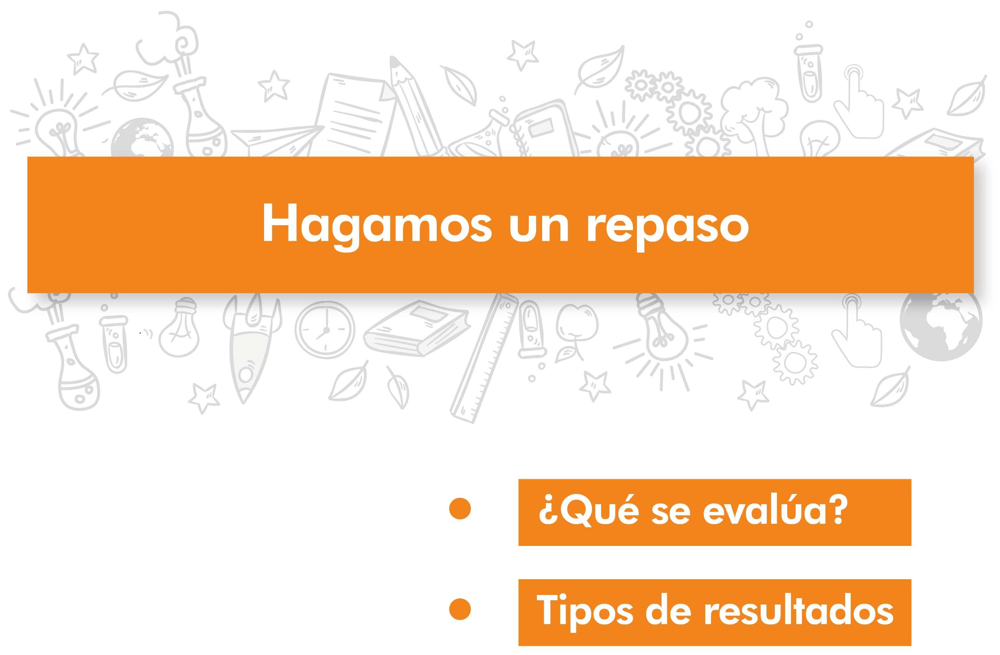 Hagamos un repaso
¿Qué se evalúa?
Tipos de resultados